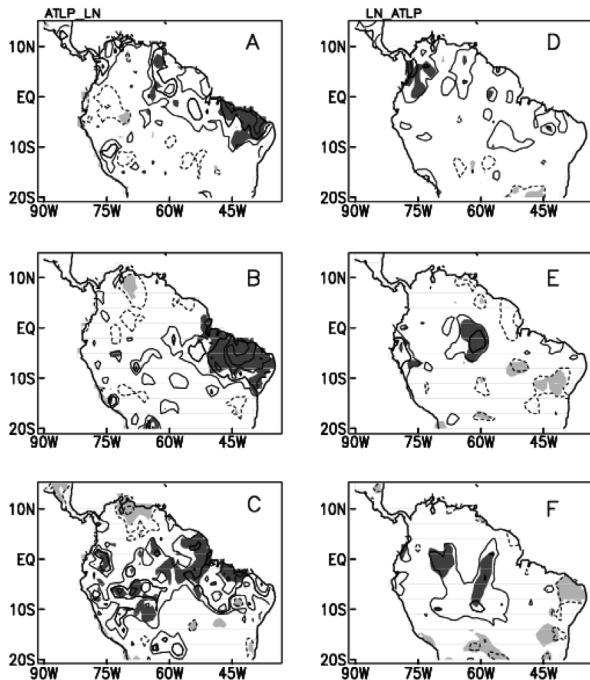 ATLP_LN LN_ATLP
10N A 10N D
EQ EQ
10S 10S
20S 20S
90W 75W 60W 45W 90W 75W 60W 45W
10N B 10N E
EQ EQ
10S 10S
20S 20S
90W 75W 60W 45W 90W 75W 60W 45W
10N C 10N F
EQ EQ
10S 10S
20S 20S
90W 75W 60W 45W 90W 75W 60W 45W